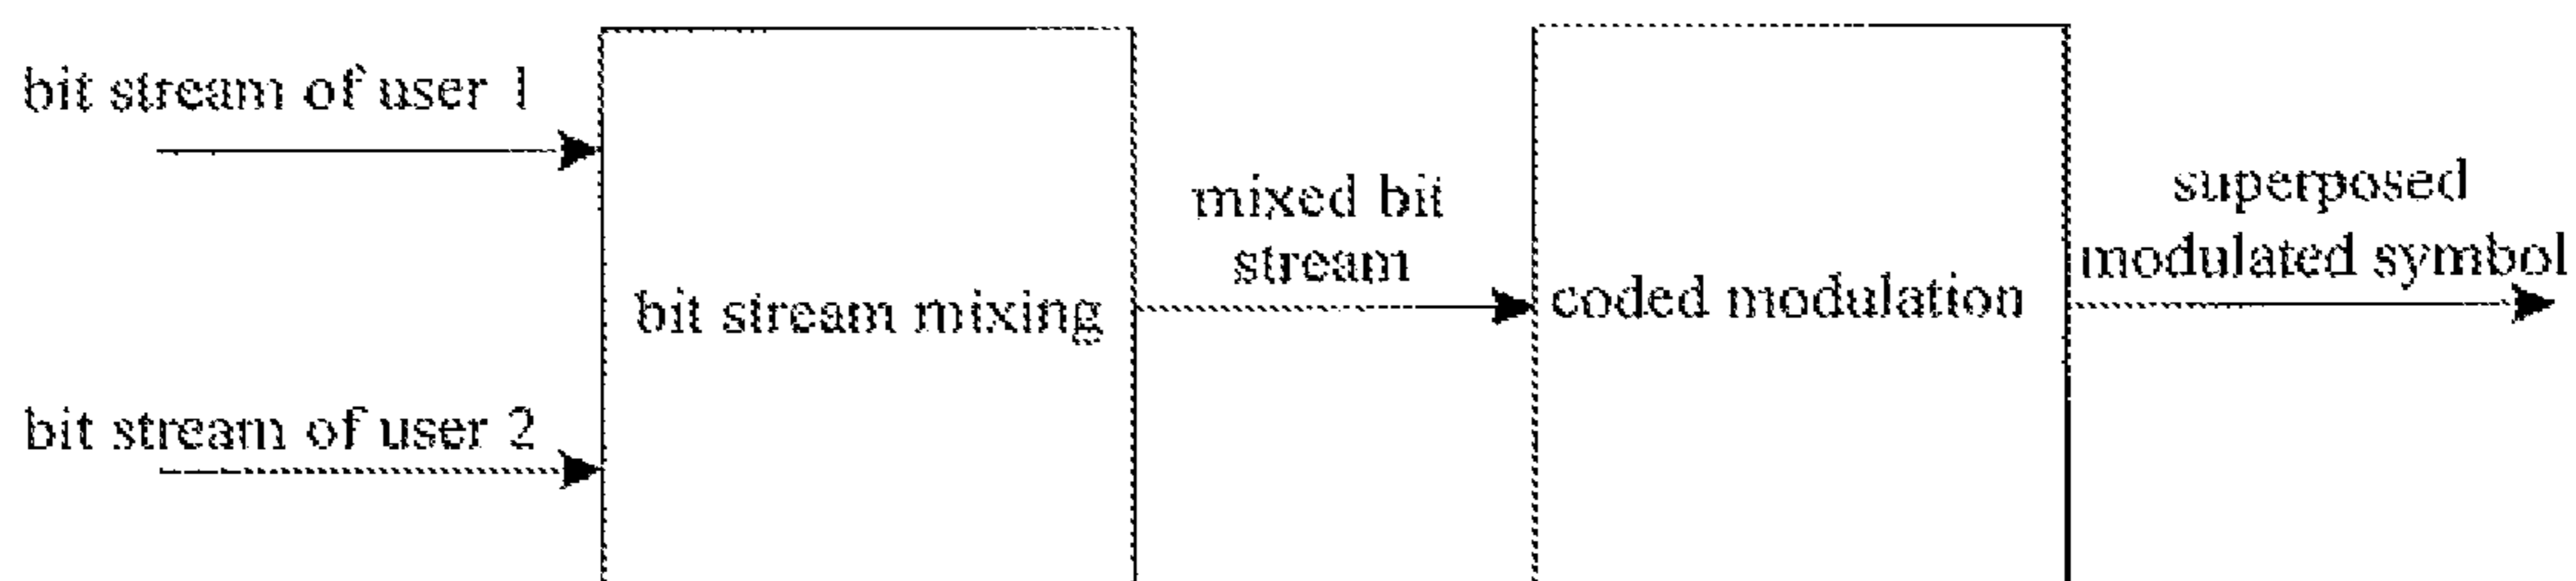 bit stream of user 1
bit stream of user 2
bit stream mixing
mixed bit
stream
coded modulation
superposed
modulated symbol